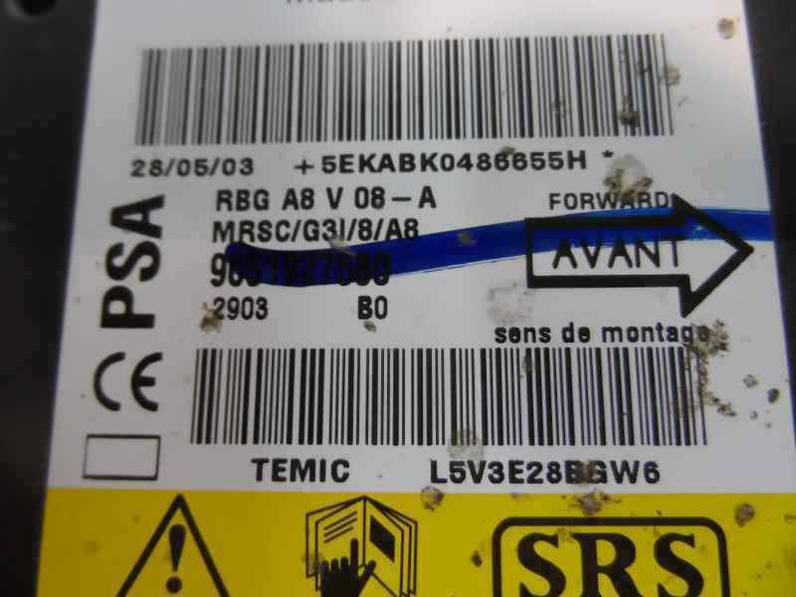 28/05/03 +5EKABK0486655H *
PSA
RBG A8 V 08-A
MRSC/G3I/8/A8
2903 B0
FORWARD
AVANT
sens de montage
CE
TEMIC L5V3E28BGW6
SRS